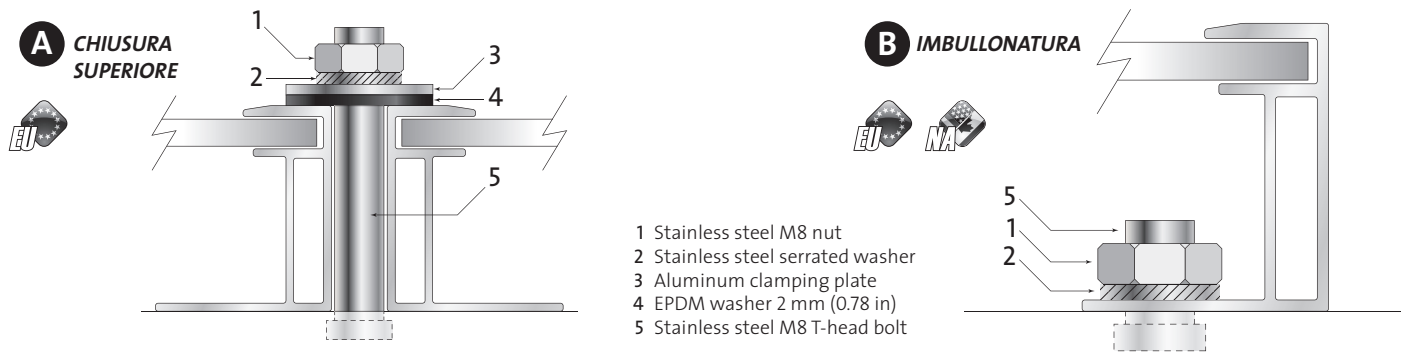 A CHIUSURA
SUPERIORE
EU
1
2
3
4
5
B IMBULLONATURA
EU NA
5
1
2
1 Stainless steel M8 nut
2 Stainless steel serrated washer
3 Aluminum clamping plate
4 EPDM washer 2 mm (0.78 in)
5 Stainless steel M8 T-head bolt